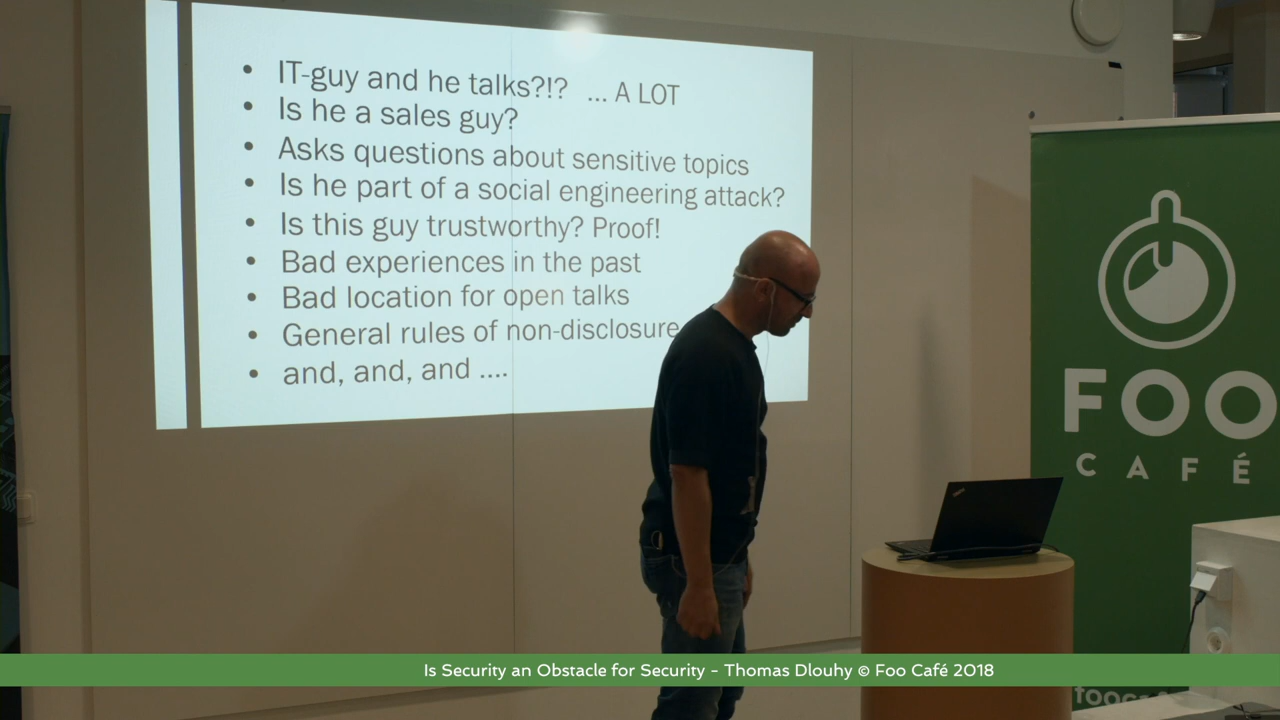 • IT-guy and he talks?!? ... A LOT
• Is he a sales guy?
• Asks questions about sensitive topics
• Is he part of a social engineering attack?
• Is this guy trustworthy? Proof!
• Bad experiences in the past
• Bad location for open talks
• General rules of non-disclosure
• and, and, and ....
FOO
CAFÉ
Is Security an Obstacle for Security - Thomas Dlouhy © Foo Café 2018